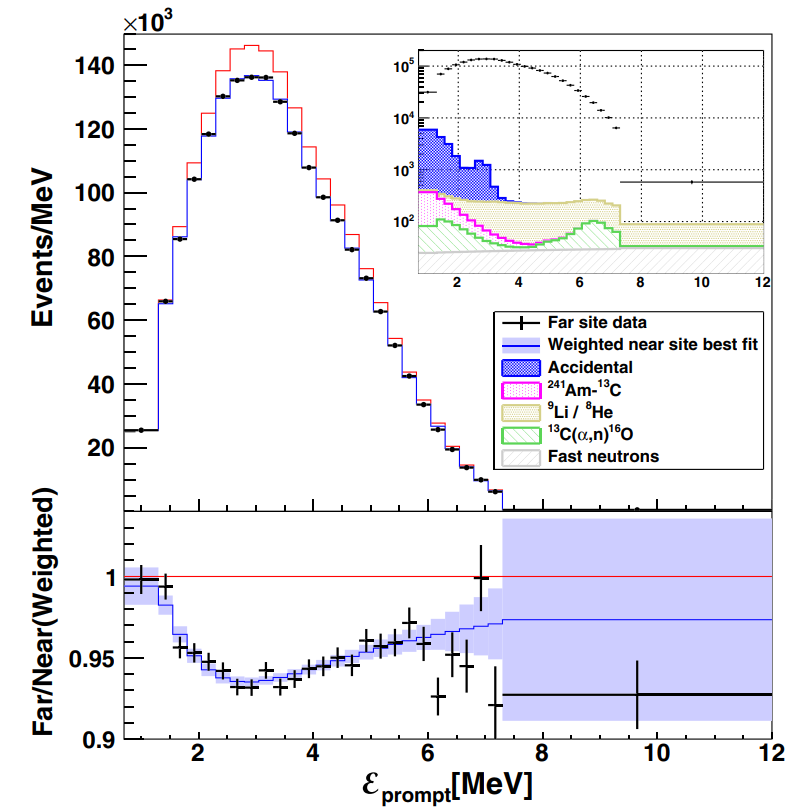 ×10³
140
120
100
80
60
40
20
Events/MeV
10⁵
10⁴
10³
10²
2 4 6 8 10 12
Far site data
Weighted near site best fit
Accidental
²⁴¹Am-¹³C
⁹Li / ⁸He
¹³C(α,n)¹⁶O
Fast neutrons
1
0.95
0.9
Far/Near(Weighted)
2 4 6 8 10 12
ℰprompt[MeV]